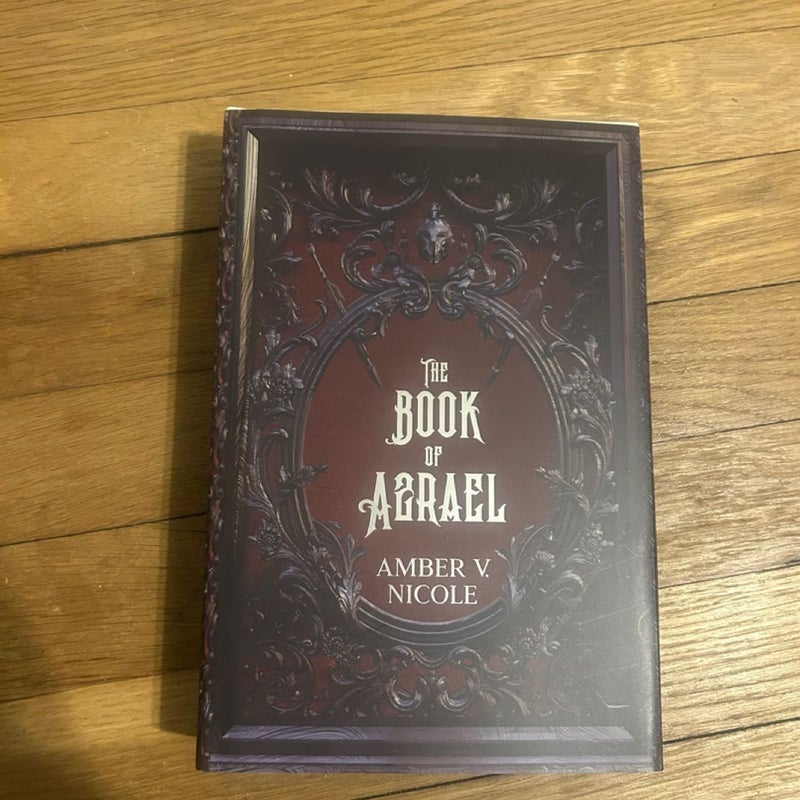 THE
BOOK
OF
AZRAEL
AMBER V.
NICOLE